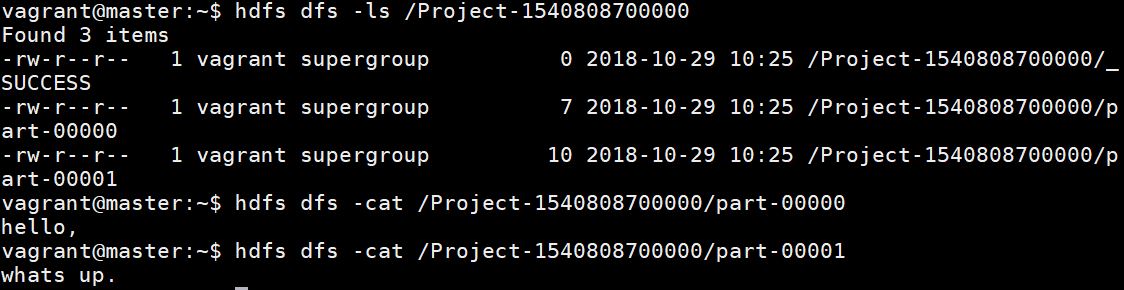 vagrant@master:~$ hdfs dfs -ls /Project-1540808700000
Found 3 items
-rw-r--r--   1 vagrant supergroup          0 2018-10-29 10:25 /Project-1540808700000/_
SUCCESS
-rw-r--r--   1 vagrant supergroup          7 2018-10-29 10:25 /Project-1540808700000/p
art-00000
-rw-r--r--   1 vagrant supergroup         10 2018-10-29 10:25 /Project-1540808700000/p
art-00001
vagrant@master:~$ hdfs dfs -cat /Project-1540808700000/part-00000
hello,
vagrant@master:~$ hdfs dfs -cat /Project-1540808700000/part-00001
whats up.